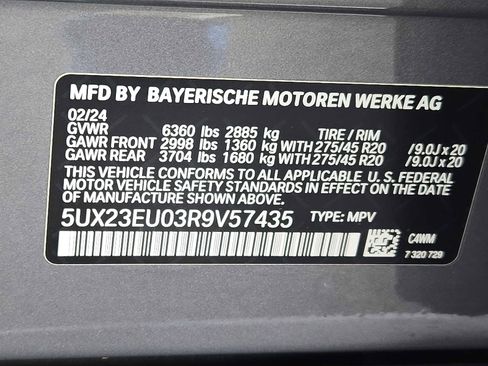 MFD BY BAYERISCHE MOTOREN WERKE AG
02/24
GVWR 6360 lbs 2885 kg TIRE / RIM
GAWR FRONT 2998 lbs 1360 kg WITH 275/45 R20 /9.0J x 20
GAWR REAR 3704 lbs 1680 kg WITH 275/45 R20 /9.0J x 20
THIS VEHICLE CONFORMS TO ALL APPLICABLE U. S. FEDERAL
MOTOR VEHICLE SAFETY STANDARDS IN EFFECT ON THE
DATE OF MANUFACTURE SHOWN ABOVE.
5UX23EU03R9V57435 TYPE: MPV
C4WM
7 320 729